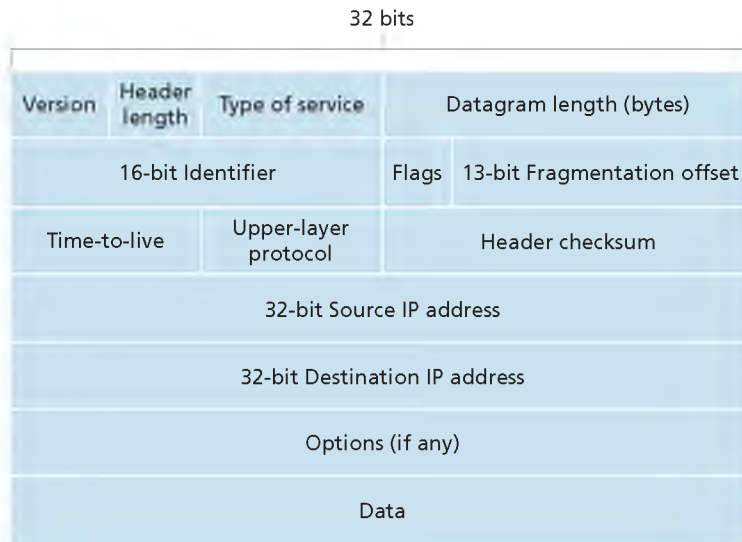 32 bits
Version
Header
length
Type of service
Datagram length (bytes)
16-bit Identifier
Flags
13-bit Fragmentation offset
Time-to-live
Upper-layer
protocol
Header checksum
32-bit Source IP address
32-bit Destination IP address
Options (if any)
Data